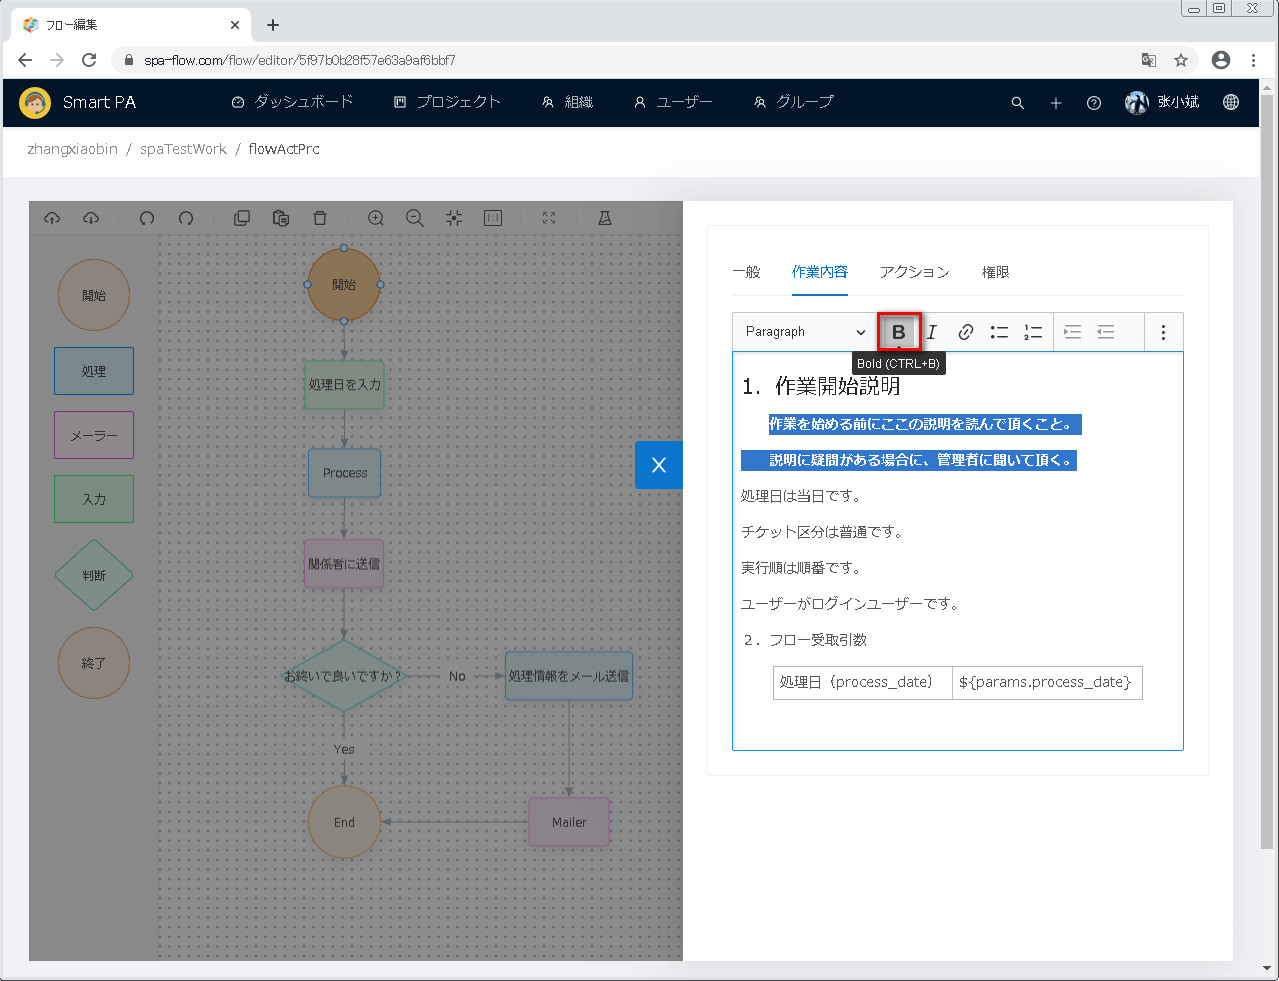 フロー編集
spa-flow.com/flow/editor/5f97b0b28f57e63a9af6bbf7
Smart PA
ダッシュボード
プロジェクト
組織
ユーザー
グループ
张小斌
zhangxiaobin / spaTestWork / flowActPrc
開始
処理
メーラー
入力
判断
終了
開始
処理日を入力
Process
関係者に送信
お終いで良いですか？
No
処理情報をメール送信
Yes
End
Mailer
一般
作業内容
アクション
権限
Paragraph
B
I
Bold (CTRL+B)
1. 作業開始説明
作業を始める前にここの説明を読んで頂くこと。
説明に疑問がある場合に、管理者に聞いて頂く。
処理日は当日です。
チケット区分は普通です。
実行順は順番です。
ユーザーがログインユーザーです。
２．フロー受取引数
処理日（process_date）
${params.process_date}